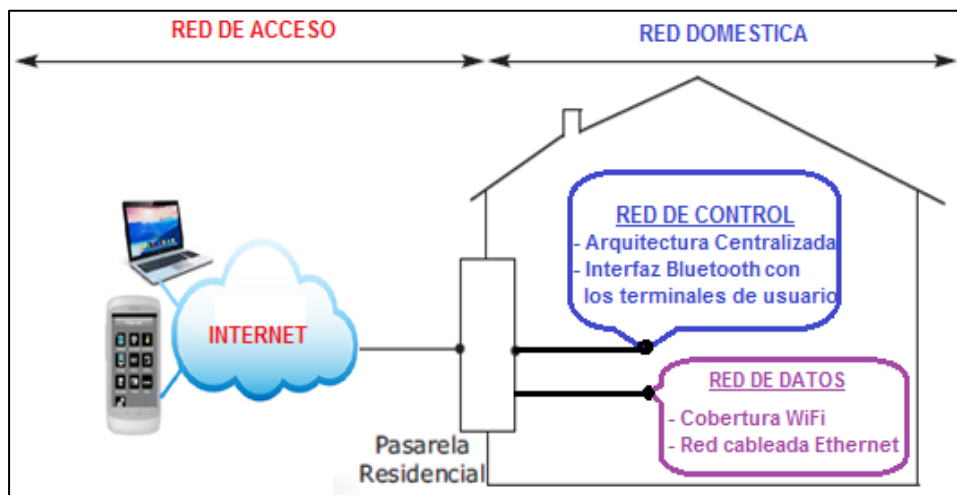 RED DE ACCESO
RED DOMESTICA
INTERNET
Pasarela
Residencial
RED DE CONTROL
- Arquitectura Centralizada
- Interfaz Bluetooth con
los terminales de usuario
RED DE DATOS
- Cobertura WiFi
- Red cableada Ethernet